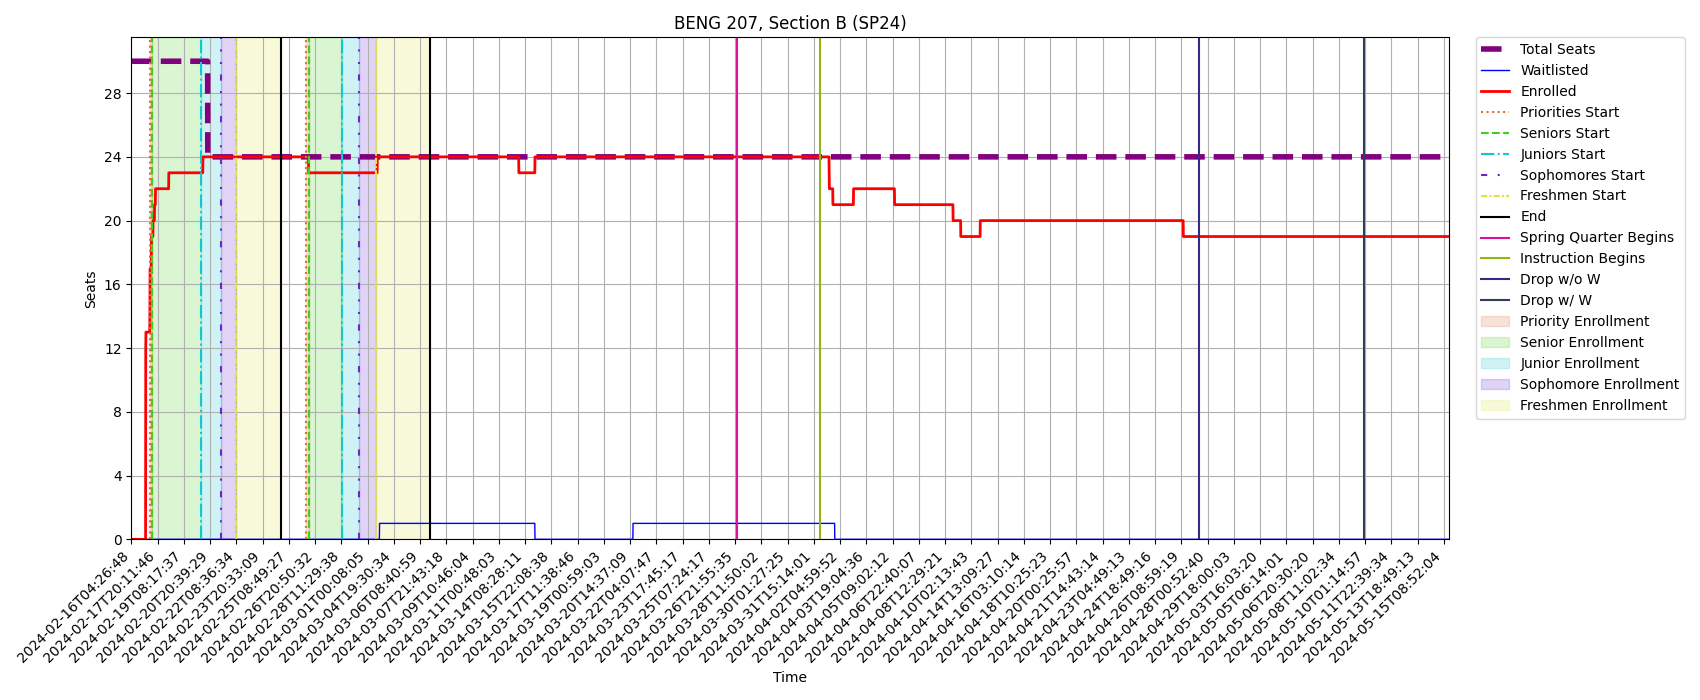 BENG 207, Section B (SP24)
Seats
28
24
20
16
12
8
4
0
2024-02-16T04:26:48
2024-02-17T20:11:46
2024-02-19T08:17:37
2024-02-20T20:39:29
2024-02-22T08:36:34
2024-02-23T20:33:09
2024-02-25T08:49:27
2024-02-26T20:50:32
2024-02-28T11:29:38
2024-03-01T00:08:05
2024-03-04T19:30:34
2024-03-06T08:40:59
2024-03-07T21:43:18
2024-03-09T10:46:04
2024-03-11T00:48:03
2024-03-14T08:28:11
2024-03-15T22:08:38
2024-03-17T11:38:46
2024-03-19T00:59:03
2024-03-20T14:37:09
2024-03-22T04:07:47
2024-03-23T17:45:17
2024-03-25T07:24:17
2024-03-26T21:55:35
2024-03-28T11:50:02
2024-03-30T01:27:25
2024-03-31T15:14:01
2024-04-02T04:59:52
2024-04-03T19:04:36
2024-04-05T09:02:12
2024-04-06T22:40:07
2024-04-08T12:29:21
2024-04-10T02:13:43
2024-04-14T13:09:27
2024-04-16T03:10:14
2024-04-18T10:25:23
2024-04-20T00:25:57
2024-04-21T14:43:14
2024-04-23T04:49:13
2024-04-24T18:49:16
2024-04-26T08:59:19
2024-04-28T00:52:40
2024-04-29T18:00:03
2024-05-03T16:03:20
2024-05-05T06:14:01
2024-05-06T20:30:20
2024-05-08T11:02:34
2024-05-10T01:14:57
2024-05-11T22:39:34
2024-05-13T18:49:13
2024-05-15T08:52:04
Time
Total Seats
Waitlisted
Enrolled
Priorities Start
Seniors Start
Juniors Start
Sophomores Start
Freshmen Start
End
Spring Quarter Begins
Instruction Begins
Drop w/o W
Drop w/ W
Priority Enrollment
Senior Enrollment
Junior Enrollment
Sophomore Enrollment
Freshmen Enrollment